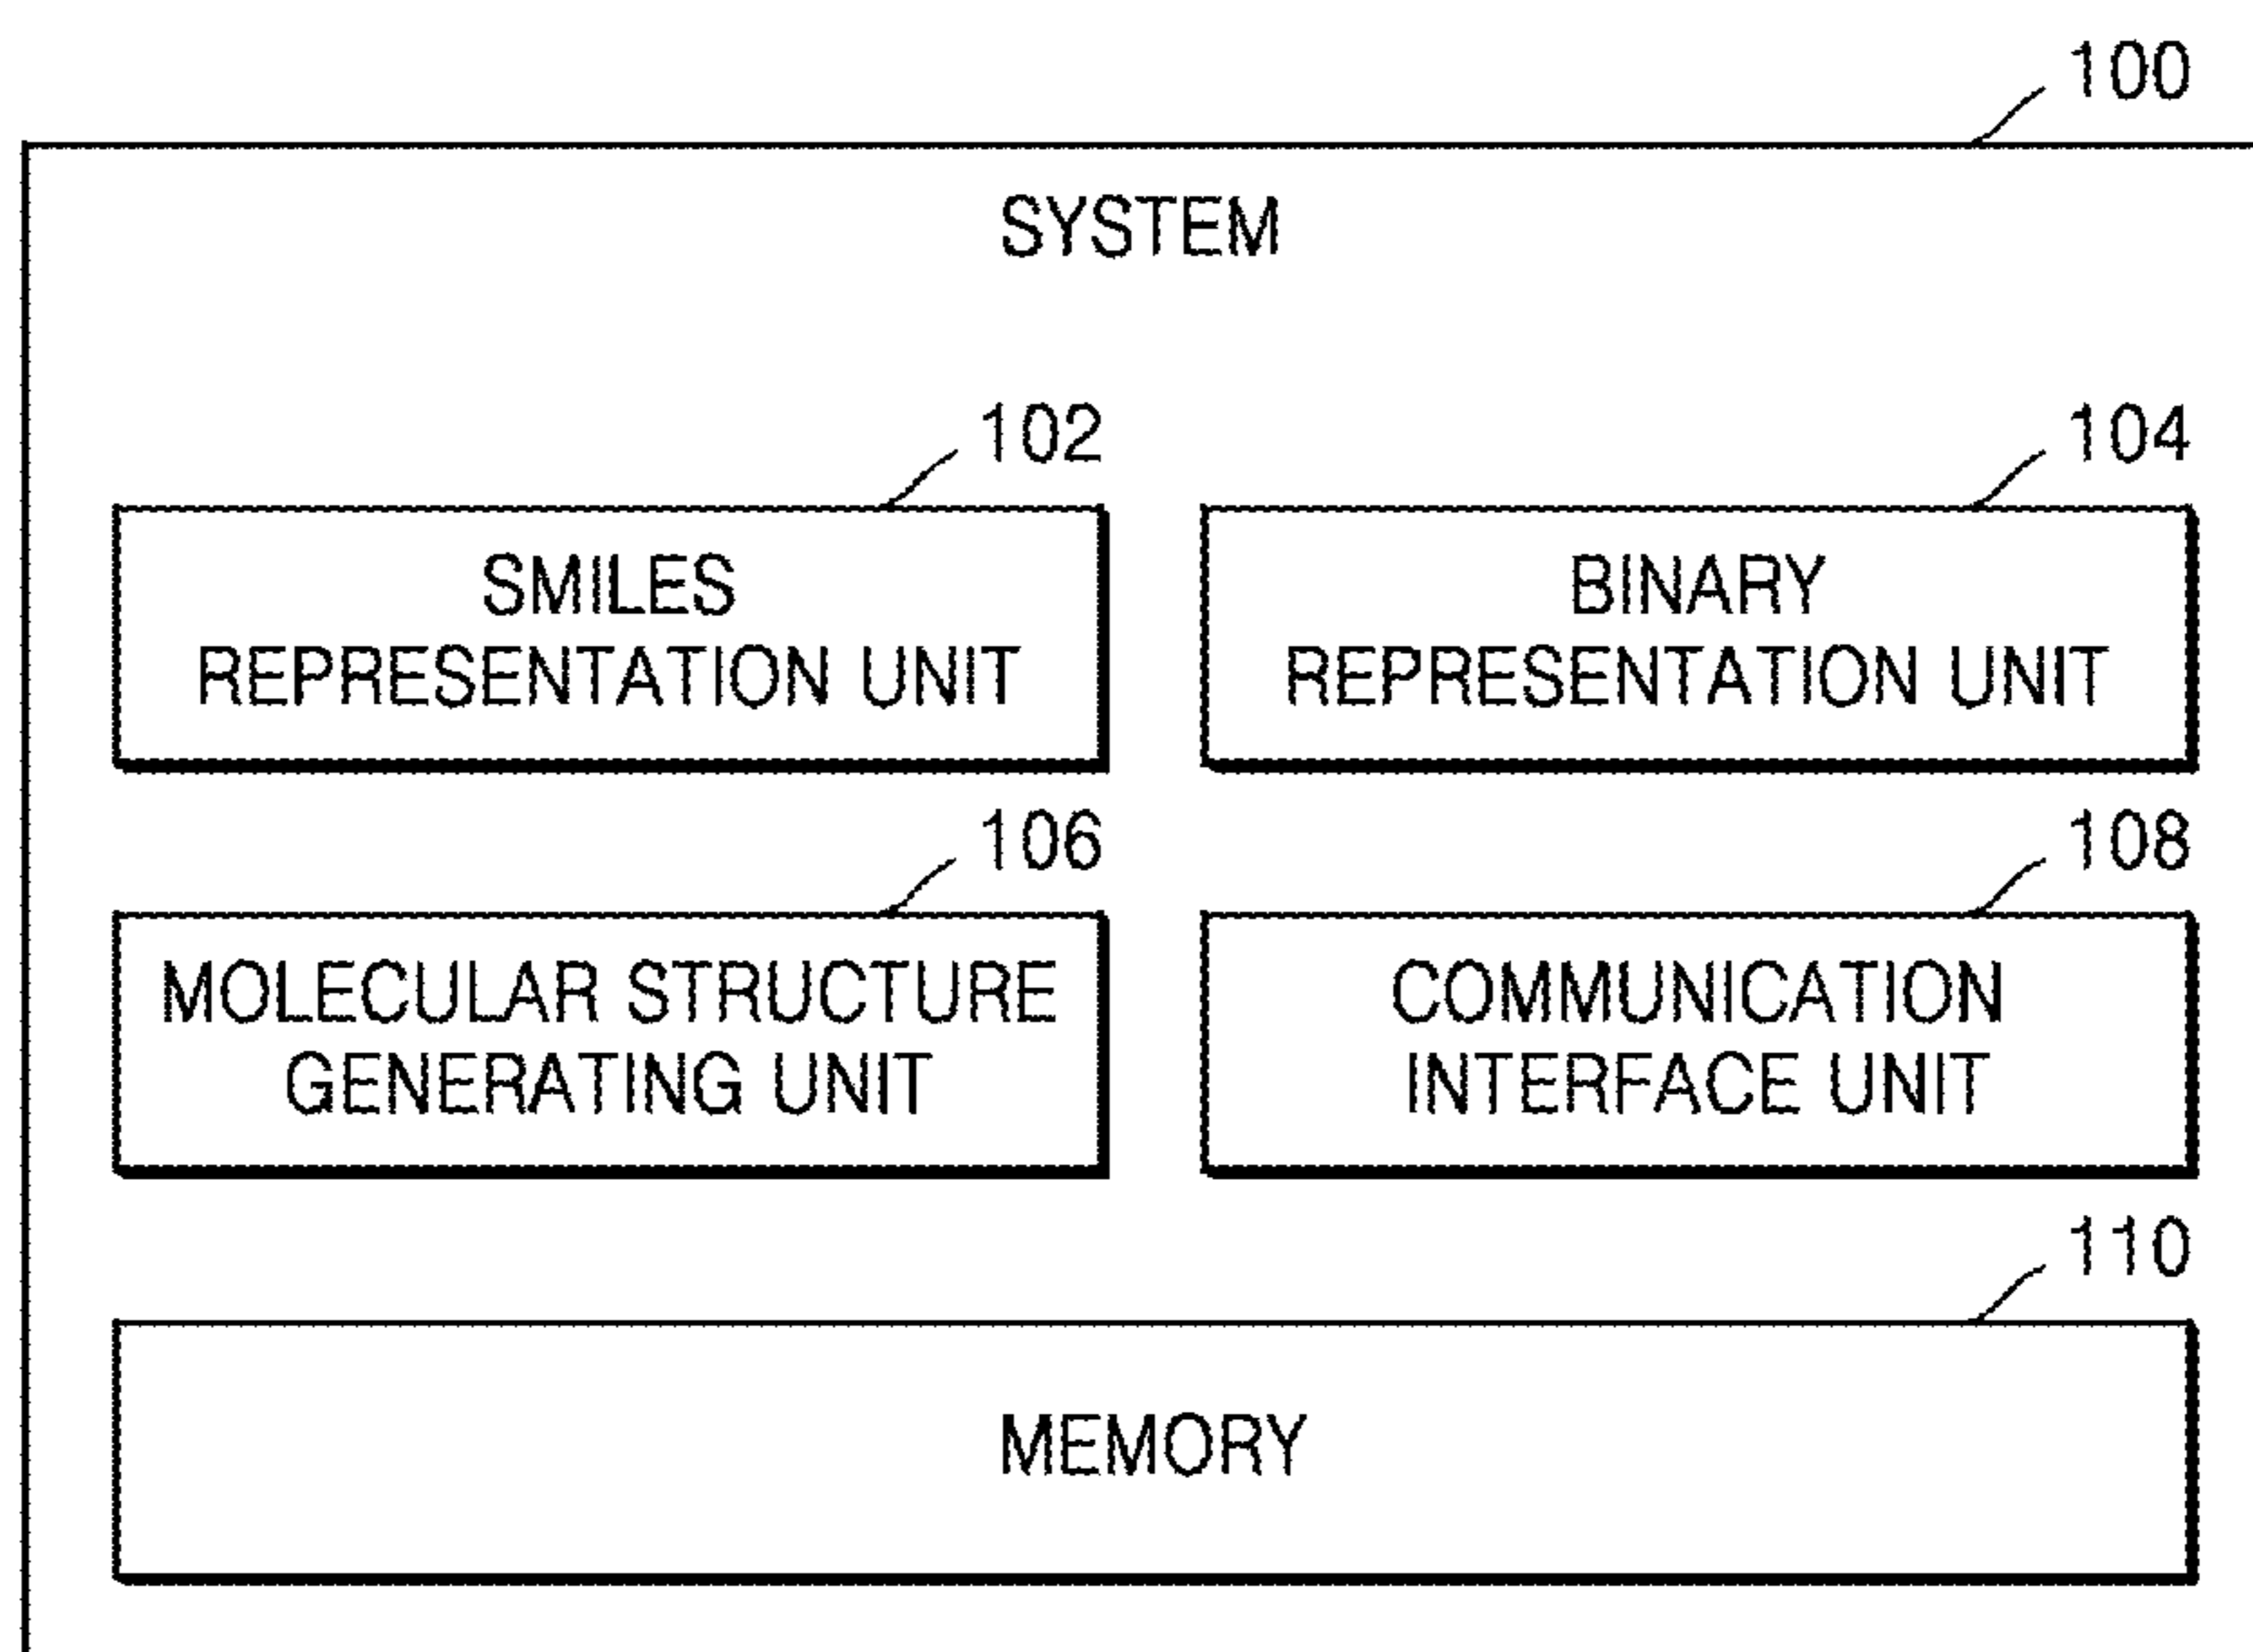 100
SYSTEM
102
104
SMILES
REPRESENTATION UNIT
BINARY
REPRESENTATION UNIT
106
108
MOLECULAR STRUCTURE
GENERATING UNIT
COMMUNICATION
INTERFACE UNIT
110
MEMORY